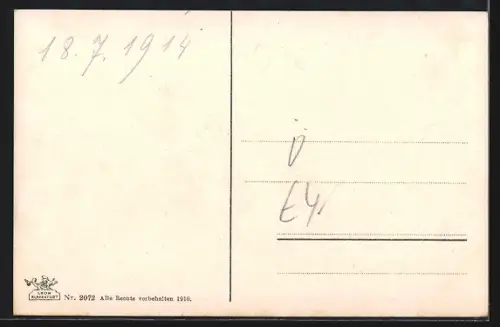 18.7.1914
Ü
E4,
Nr. 2072 Alle Rechte vorbehalten 1910.